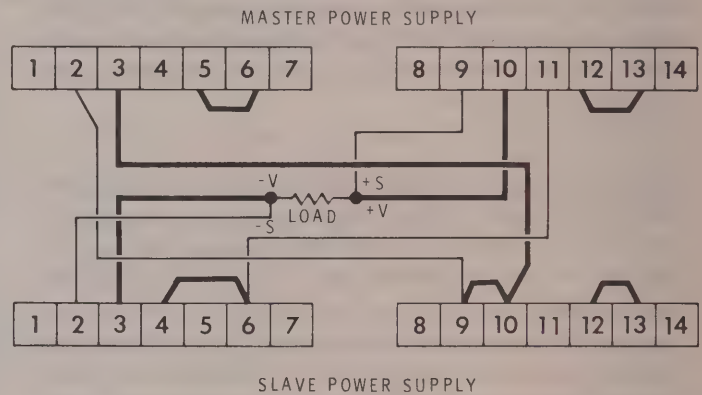 MASTER POWER SUPPLY
1 2 3 4 5 6 7 8 9 10 11 12 13 14
-V +S
LOAD +V
-S
1 2 3 4 5 6 7 8 9 10 11 12 13 14
SLAVE POWER SUPPLY